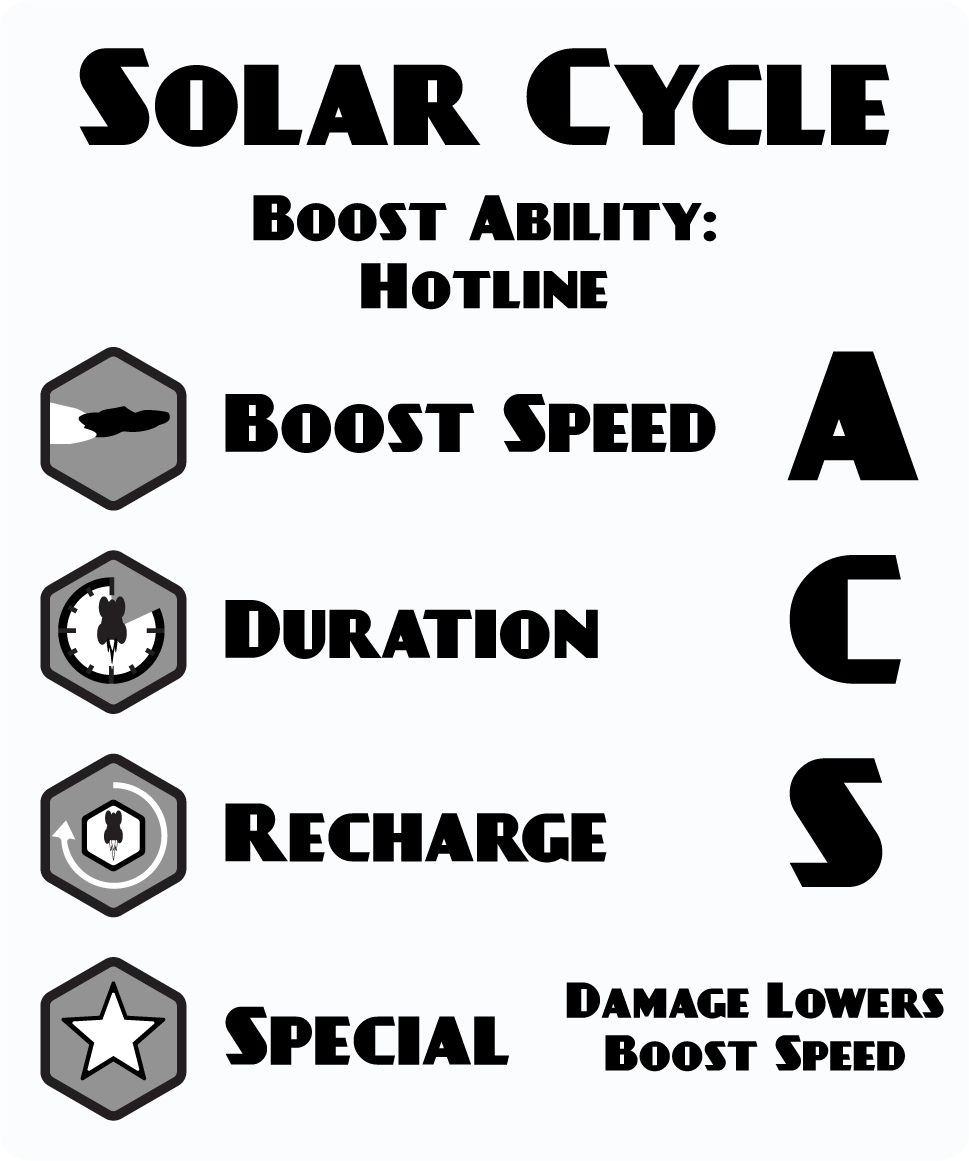 Solar Cycle
Boost Ability:
Hotline
Boost Speed A
Duration C
Recharge S
Special
Damage Lowers
Boost Speed